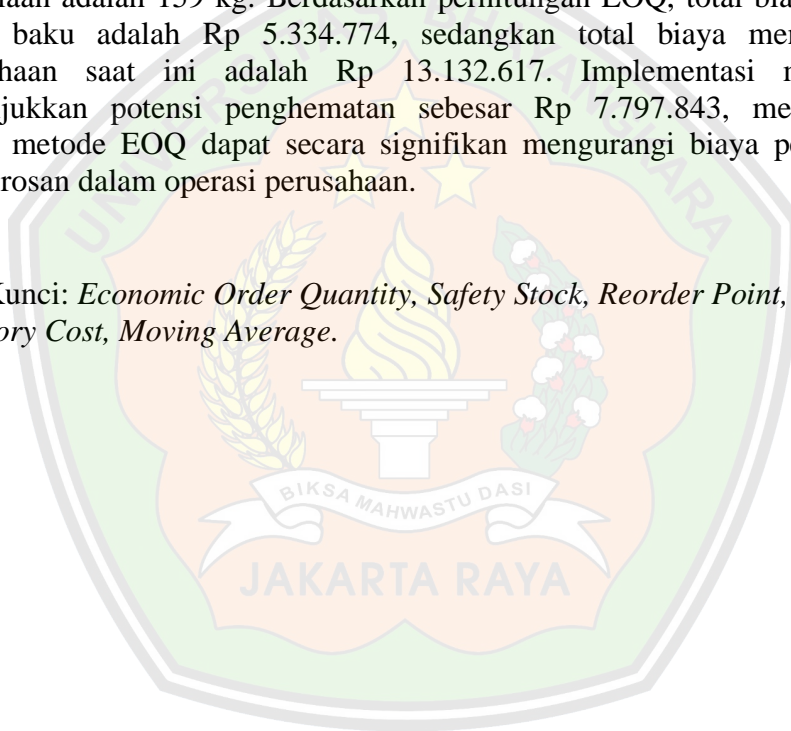 haan adalah 159 kg. Berdasarkan perhitungan EOQ, total bia
baku adalah Rp 5.334.774, sedangkan total biaya men
haan saat ini adalah Rp 13.132.617. Implementasi m
jukkan potensi penghematan sebesar Rp 7.797.843, me
metode EOQ dapat secara signifikan mengurangi biaya pe
rosan dalam operasi perusahaan.
Kunci: Economic Order Quantity, Safety Stock, Reorder Point,
ory Cost, Moving Average.
BIKSA MAHWASTU DASI
JAKARTA RAYA